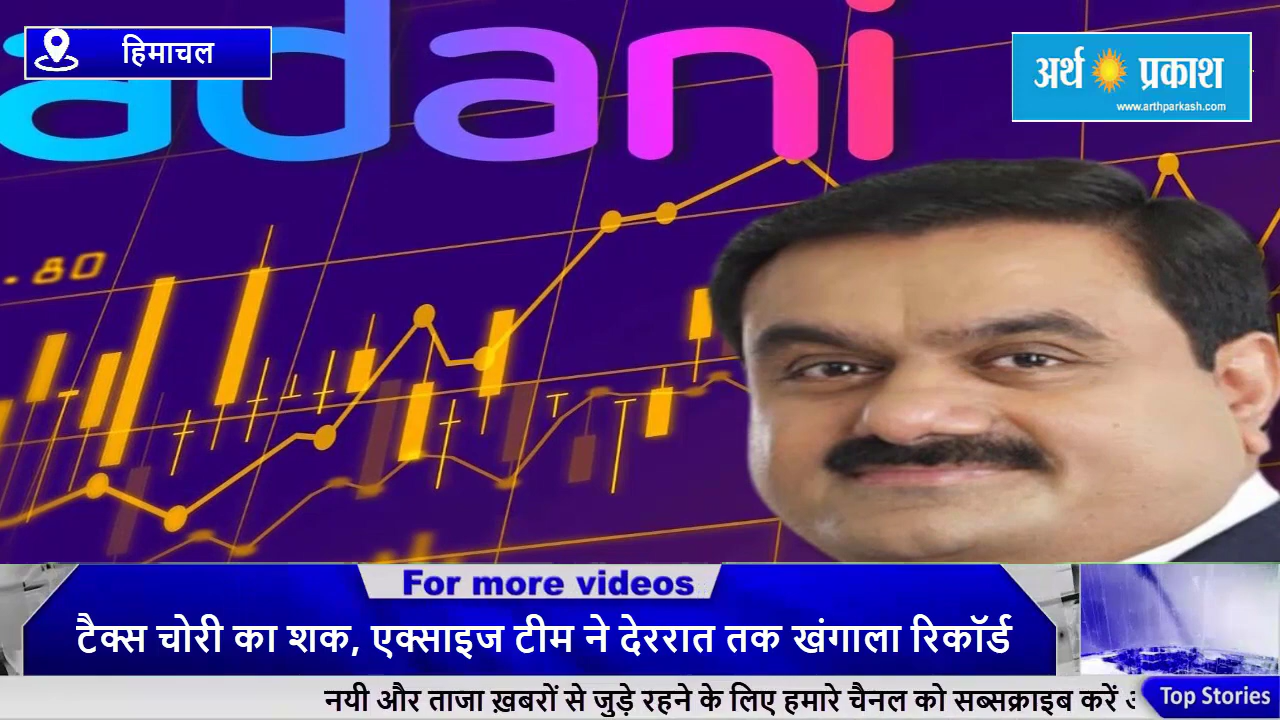 adani
हिमाचल
अर्थ प्रकाश
www.arthparkash.com
.80
For more videos
टैक्स चोरी का शक, एक्साइज टीम ने देररात तक खंगाला रिकॉर्ड
नयी और ताजा ख़बरों से जुड़े रहने के लिए हमारे चैनल को सब्सक्राइब करें
Top Stories